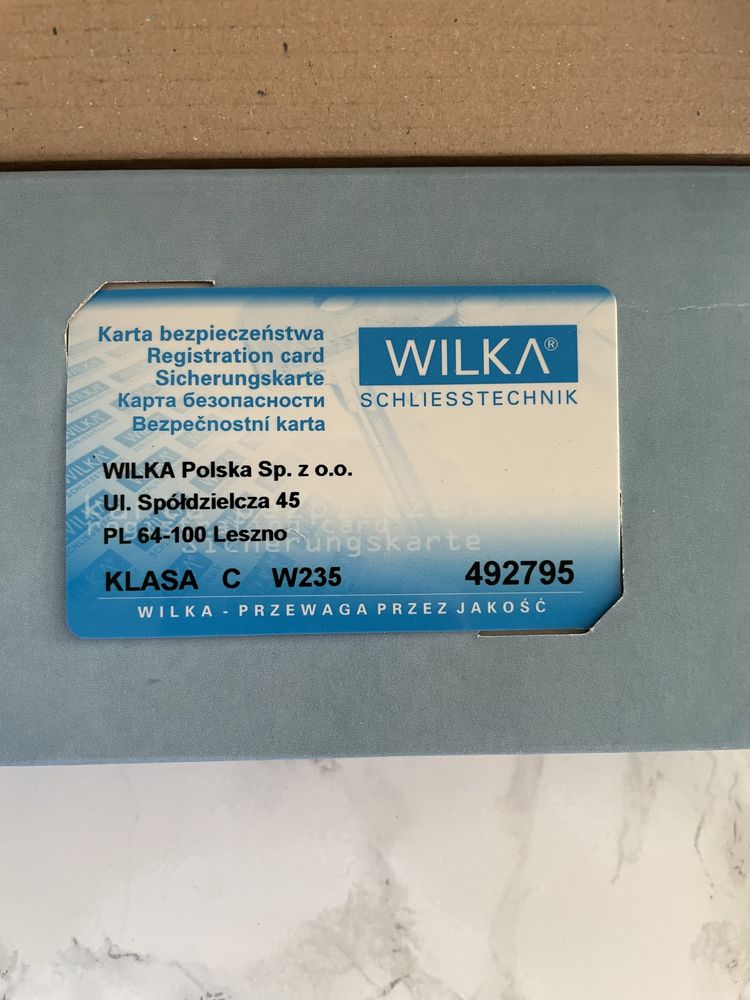 Karta bezpieczeństwa
Registration card
Sicherungskarte
Карта безопасности
Bezpečnostní karta
WILKA®
SCHLIESSTECHNIK
WILKA Polska Sp. z o.o.
Ul. Spółdzielcza 45
PL 64-100 Leszno
sicherungskarte
KLASA C W235 492795
WILKA - PRZEWAGA PRZEZ JAKOŚĆ